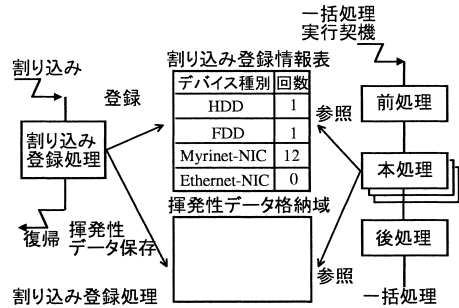 一括処理
実行契機
割り込み登録情報表
割り込み
登録
デバイス種別 回数
HDD 1
FDD 1
Myrinet-NIC 12
Ethernet-NIC 0
参照
前処理
割り込み
登録処理
本処理
揮発性データ格納域
復帰
揮発性
データ保存
後処理
参照
割り込み登録処理
一括処理